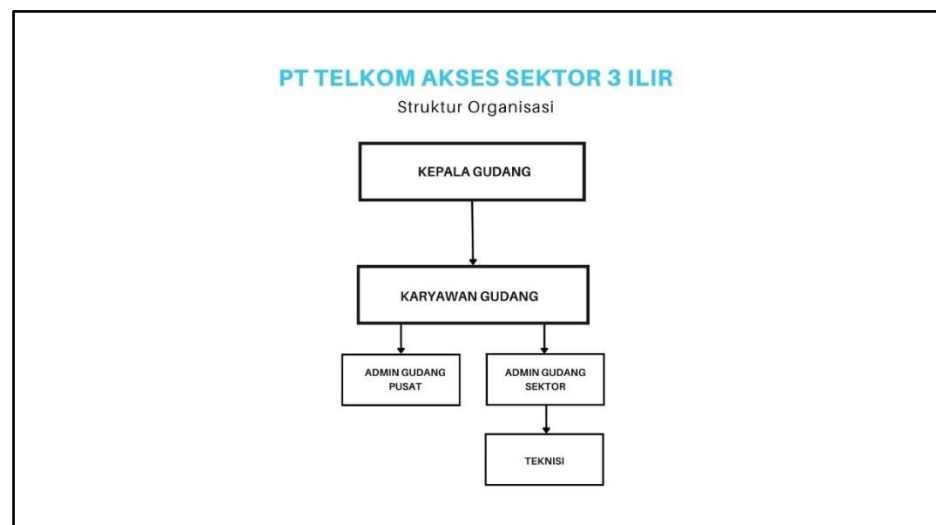 PT TELKOM AKSES SEKTOR 3 ILIR
Struktur Organisasi
KEPALA GUDANG
KARYAWAN GUDANG
ADMIN GUDANG
PUSAT
ADMIN GUDANG
SEKTOR
TEKNISI